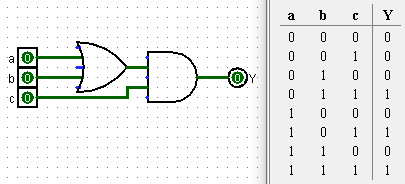 a 0
b 0 0 Y
c 0
a b c Y
0 0 0 0
0 0 1 0
0 1 0 0
0 1 1 1
1 0 0 0
1 0 1 1
1 1 0 0
1 1 1 1